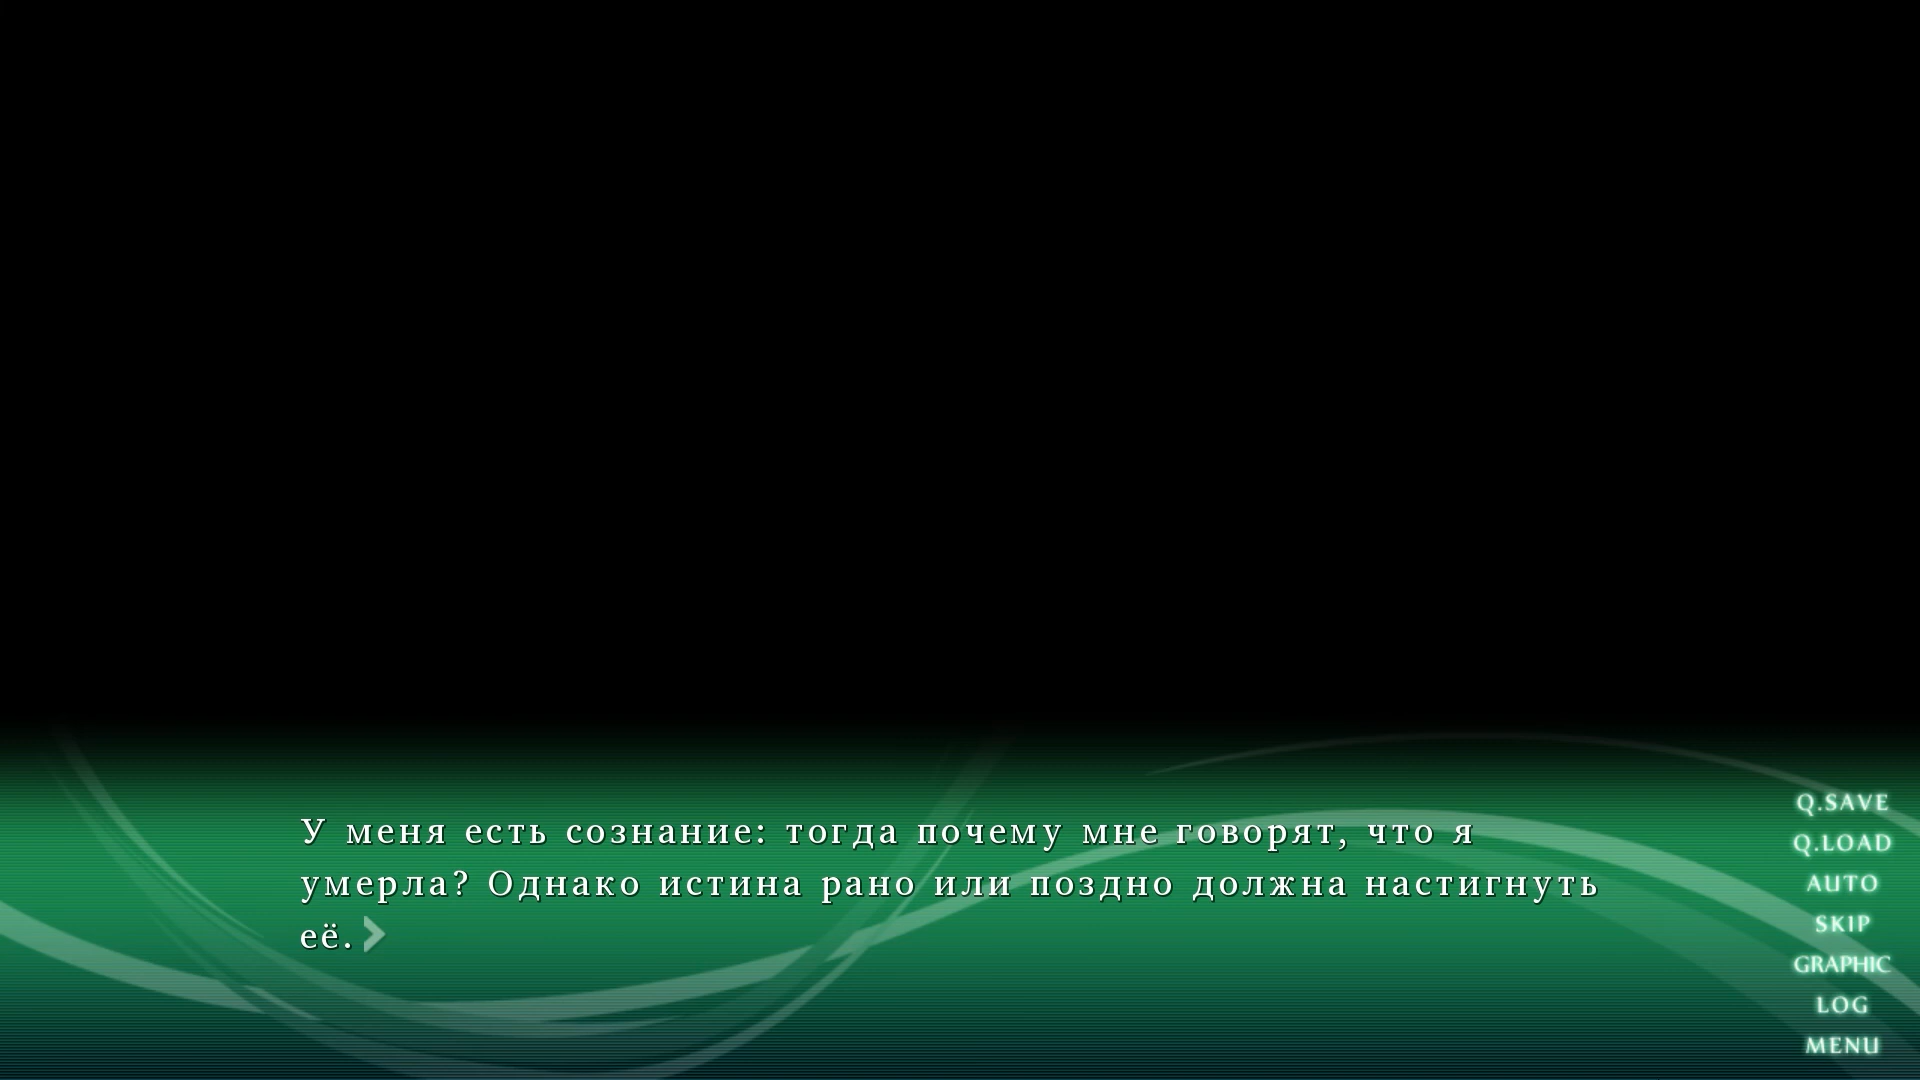 У меня есть сознание: тогда почему мне говорят, что я
умерла? Однако истина рано или поздно должна настигнуть
её.
Q.SAVE
Q.LOAD
AUTO
SKIP
GRAPHIC
LOG
MENU